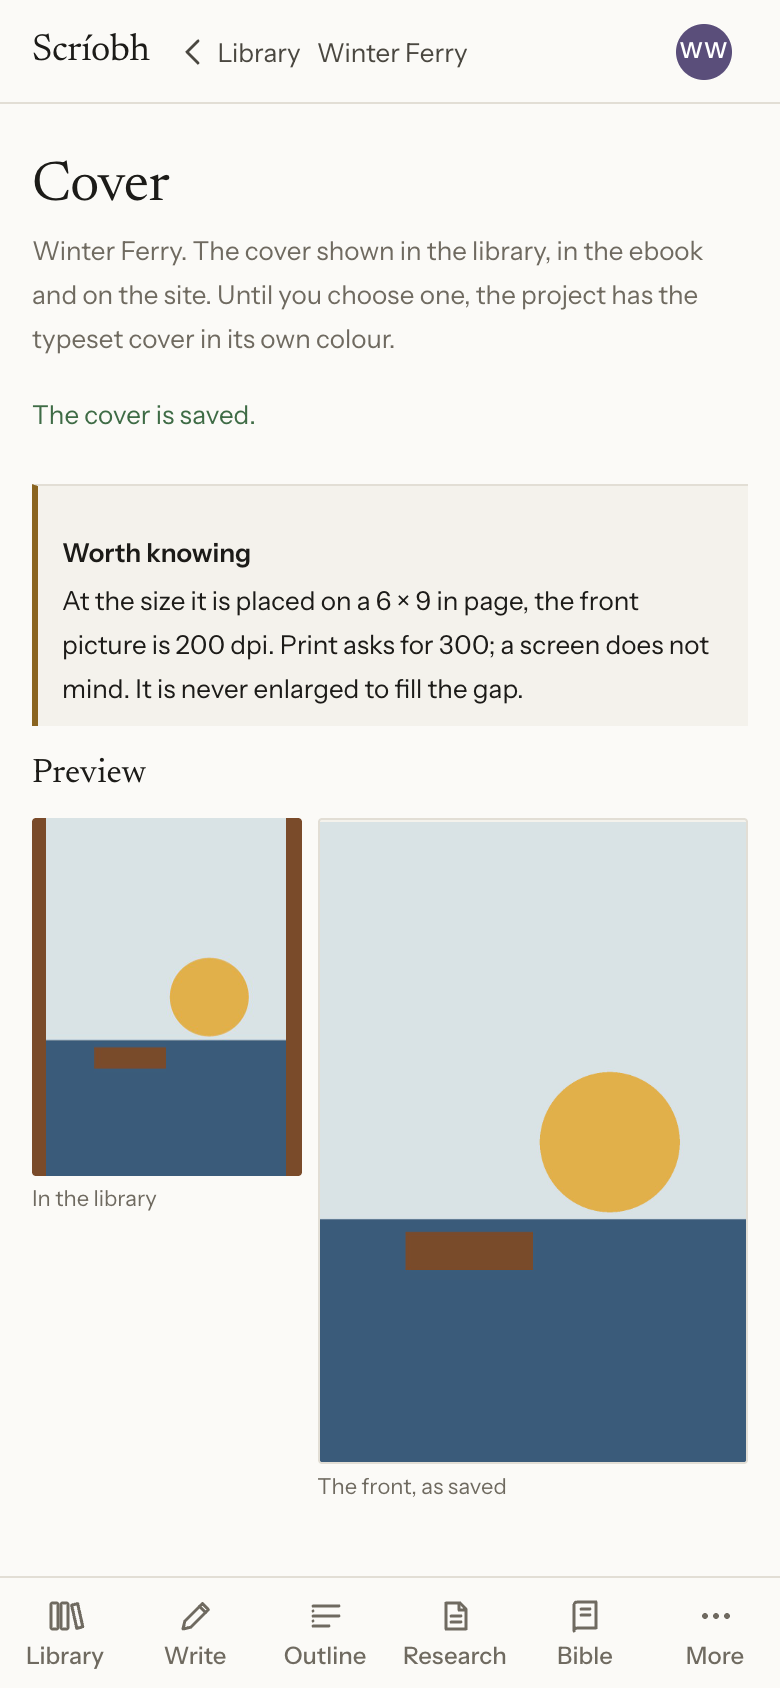 Scríobh
Library
Winter Ferry
WW
Cover
Winter Ferry. The cover shown in the library, in the ebook
and on the site. Until you choose one, the project has the
typeset cover in its own colour.
The cover is saved.
Worth knowing
At the size it is placed on a 6 × 9 in page, the front
picture is 200 dpi. Print asks for 300; a screen does not
mind. It is never enlarged to fill the gap.
Preview
In the library
The front, as saved
Library
Write
Outline
Research
Bible
More